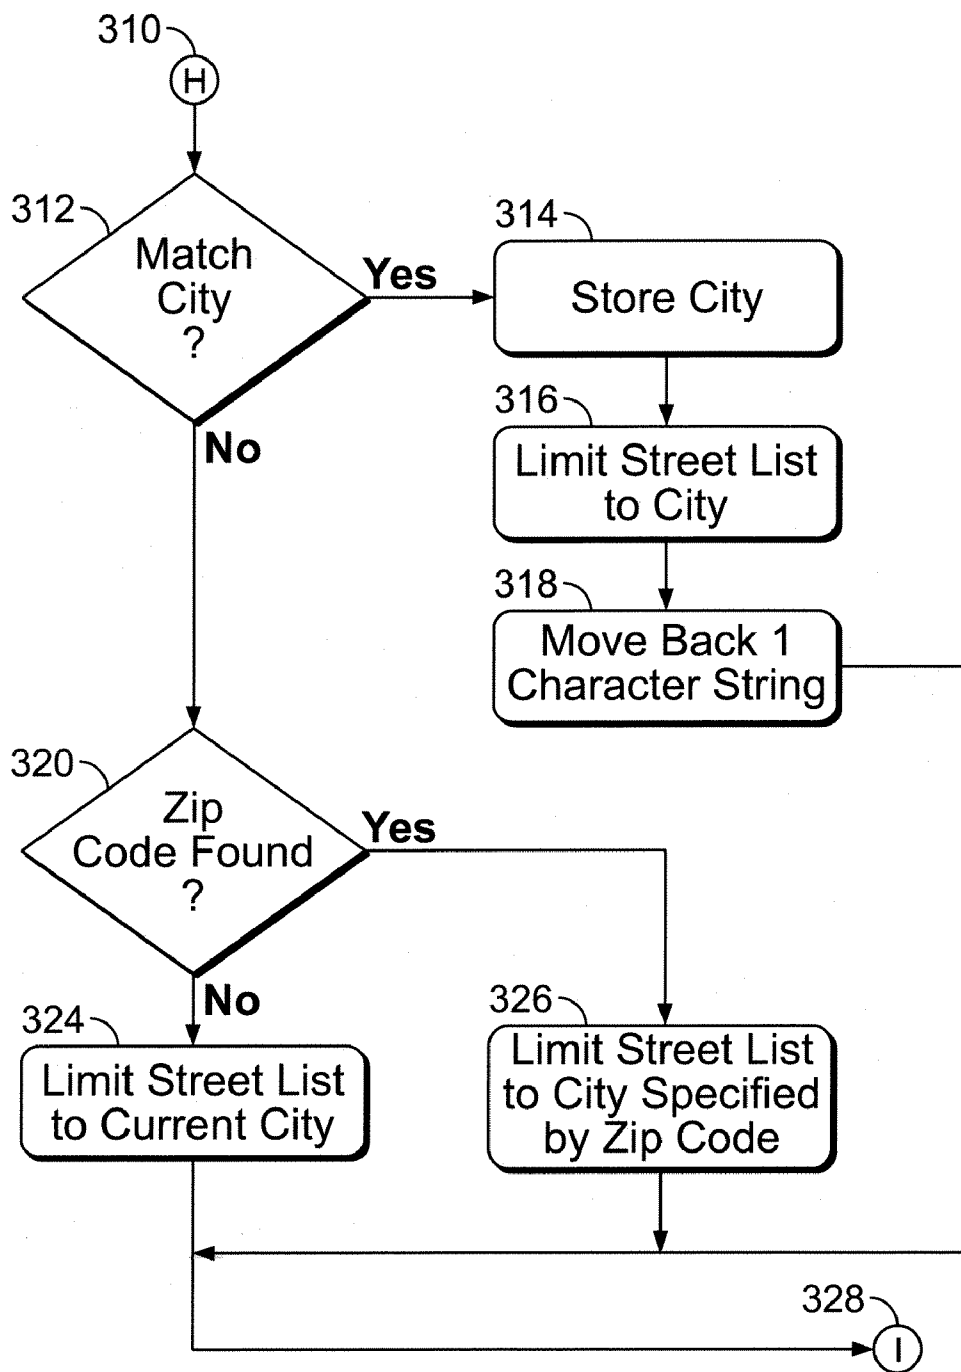 310
H
312
Match
City
?
Yes
314
Store City
316
Limit Street List
to City
318
Move Back 1
Character String
No
320
Zip
Code Found
?
Yes
No
324
Limit Street List
to Current City
326
Limit Street List
to City Specified
by Zip Code
328
I